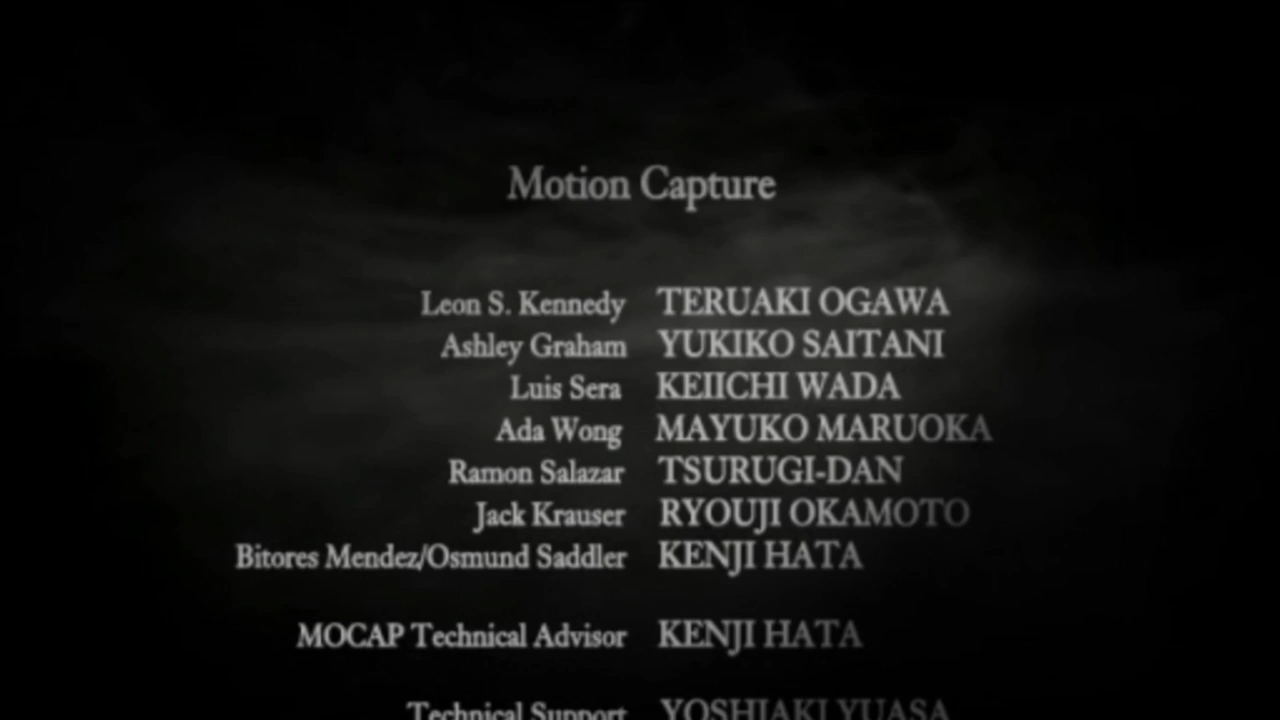 Motion Capture
Leon S. Kennedy TERUAKI OGAWA
Ashley Graham YUKIKO SAITANI
Luis Sera KEIICHI WADA
Ada Wong MAYUKO MARUOKA
Ramon Salazar TSURUGI-DAN
Jack Krauser RYOUJI OKAMOTO
Bitores Mendez/Osmund Saddler KENJI HATA
MOCAP Technical Advisor KENJI HATA
Technical Support YOSHIAKI YUASA